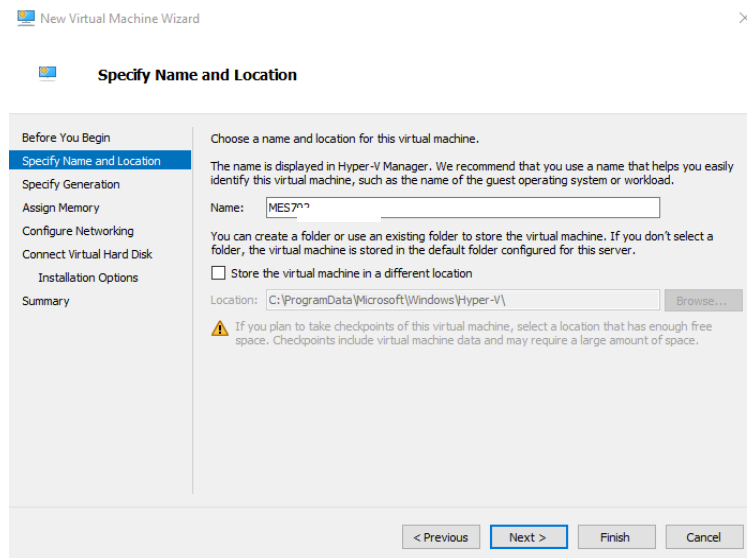 New Virtual Machine Wizard
Specify Name and Location
Before You Begin
Specify Name and Location
Specify Generation
Assign Memory
Configure Networking
Connect Virtual Hard Disk
Installation Options
Summary
Choose a name and location for this virtual machine.
The name is displayed in Hyper-V Manager. We recommend that you use a name that helps you easily
identify this virtual machine, such as the name of the guest operating system or workload.
Name:
You can create a folder or use an existing folder to store the virtual machine. If you don't select a
folder, the virtual machine is stored in the default folder configured for this server.
Store the virtual machine in a different location
Location: C:\ProgramData\Microsoft\Windows\Hyper-V\ Browse...
If you plan to take checkpoints of this virtual machine, select a location that has enough free
space. Checkpoints include virtual machine data and may require a large amount of space.
< Previous Next > Finish Cancel